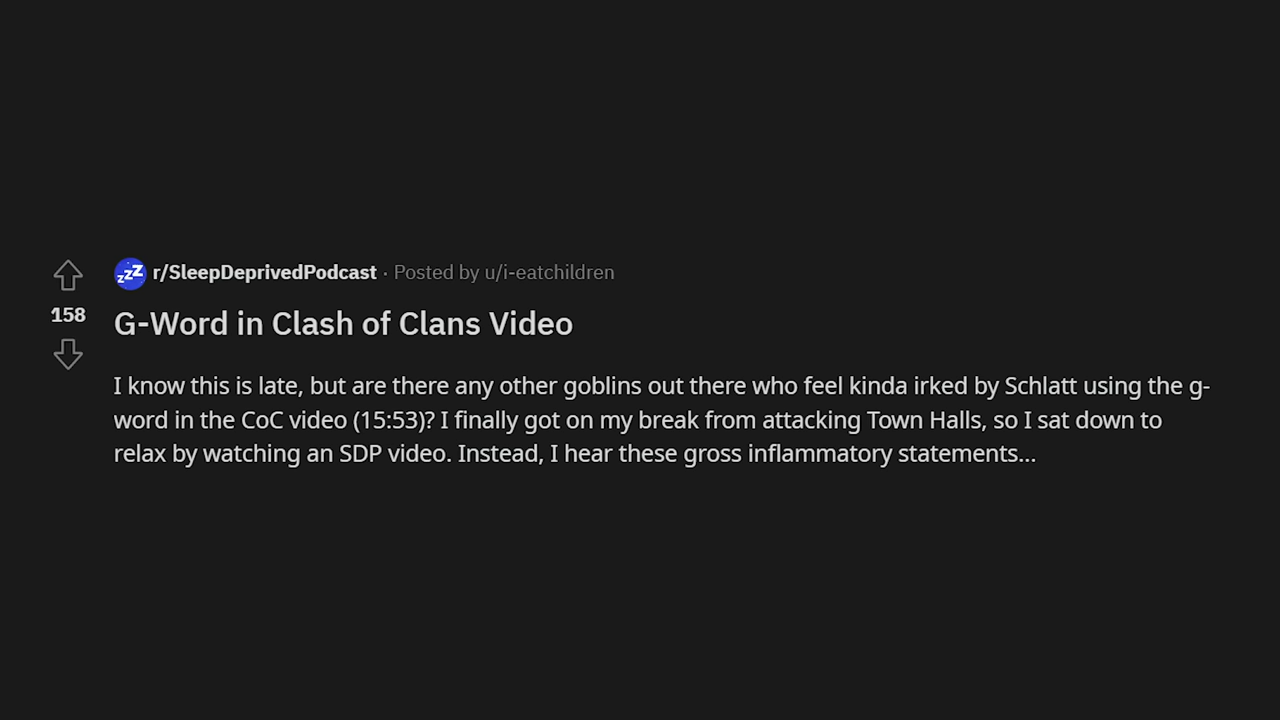 zzZ r/SleepDeprivedPodcast · Posted by u/i-eatchildren
158
G-Word in Clash of Clans Video
I know this is late, but are there any other goblins out there who feel kinda irked by Schlatt using the g-
word in the CoC video (15:53)? I finally got on my break from attacking Town Halls, so I sat down to
relax by watching an SDP video. Instead, I hear these gross inflammatory statements...